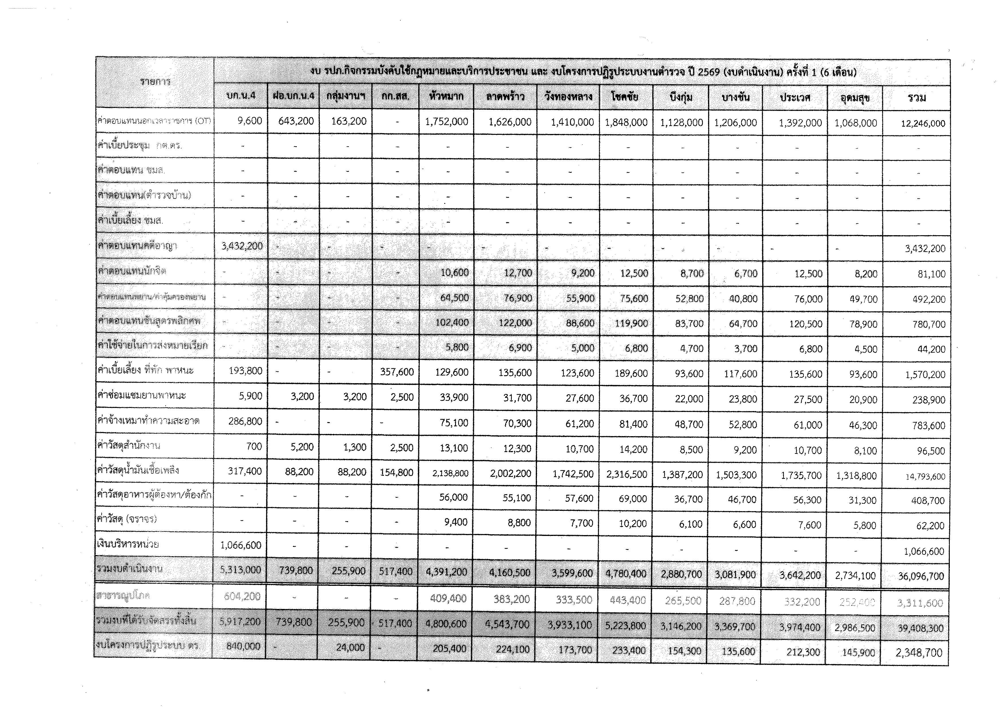 รายการ งบ รปภ.กิจกรรมบังคับใช้กฎหมายและบริการประชาชน และ งบโครงการปฏิรูประบบงานตำรวจ ปี 2569 (งบดำเนินงาน) ครั้งที่ 1 (6 เดือน)
บก.น.4 ฝอ.บก.น.4 กลุ่มงานฯ กก.สส. หัวหมาก ลาดพร้าว วังทองหลาง โชคชัย บึงกุ่ม บางชัน ประเวศ อุดมสุข รวม
ค่าตอบแทนนอกเวลาราชการ (OT) 9,600 643,200 163,200 - 1,752,000 1,626,000 1,410,000 1,848,000 1,128,000 1,206,000 1,392,000 1,068,000 12,246,000
ค่าเบี้ยประชุม กต.ตร. - - - - - - - - - - - - -
ค่าตอบแทน ชมส. - - - - - - - - - - - - -
ค่าตอบแทน(ตำรวจบ้าน) - - - - - - - - - - - - -
ค่าเบี้ยเลี้ยง ชมส. - - - - - - - - - - - - -
ค่าตอบแทนคดีอาญา 3,432,200 - - - - - - - - - - - 3,432,200
ค่าตอบแทนนักจิต - - - - 10,600 12,700 9,200 12,500 8,700 6,700 12,500 8,200 81,100
ค่าตอบแทนพยาน/ค่าคุ้มครองพยาน - - - - 64,500 76,900 55,900 75,600 52,800 40,800 76,000 49,700 492,200
ค่าตอบแทนชันสูตรพลิกศพ - - - - 102,400 122,000 88,600 119,900 83,700 64,700 120,500 78,900 780,700
ค่าใช้จ่ายในการส่งหมายเรียก - - - - 5,800 6,900 5,000 6,800 4,700 3,700 6,800 4,500 44,200
ค่าเบี้ยเลี้ยง ที่พัก พาหนะ 193,800 - - 357,600 129,600 135,600 123,600 189,600 93,600 117,600 135,600 93,600 1,570,200
ค่าซ่อมแซมยานพาหนะ 5,900 3,200 3,200 2,500 33,900 31,700 27,600 36,700 22,000 23,800 27,500 20,900 238,900
ค่าจ้างเหมาทำความสะอาด 286,800 - - - 75,100 70,300 61,200 81,400 48,700 52,800 61,000 46,300 783,600
ค่าวัสดุสำนักงาน 700 5,200 1,300 2,500 13,100 12,300 10,700 14,200 8,500 9,200 10,700 8,100 96,500
ค่าวัสดุน้ำมันเชื้อเพลิง 317,400 88,200 88,200 154,800 2,138,800 2,002,200 1,742,500 2,316,500 1,387,200 1,503,300 1,735,700 1,318,800 14,793,600
ค่าวัสดุอาหารผู้ต้องหา/ต้องกัก - - - - 56,000 55,100 57,600 69,000 36,700 46,700 56,300 31,300 408,700
ค่าวัสดุ (จราจร) - - - - 9,400 8,800 7,700 10,200 6,100 6,600 7,600 5,800 62,200
เงินบริหารหน่วย 1,066,600 - - - - - - - - - - - 1,066,600
รวมงบดำเนินงาน 5,313,000 739,800 255,900 517,400 4,391,200 4,160,500 3,599,600 4,780,400 2,880,700 3,081,900 3,642,200 2,734,100 36,096,700
สาธารณูปโภค 604,200 - - - 409,400 383,200 333,500 443,400 265,500 287,800 332,200 252,400 3,311,600
รวมงบที่ได้รับจัดสรรทั้งสิ้น 5,917,200 739,800 255,900 517,400 4,800,600 4,543,700 3,933,100 5,223,800 3,146,200 3,369,700 3,974,400 2,986,500 39,408,300
งบโครงการปฏิรูประบบ ตร. 840,000 - 24,000 - 205,400 224,100 173,700 233,400 154,300 135,600 212,300 145,900 2,348,700